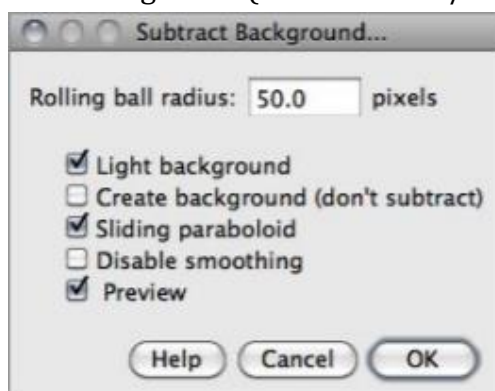 Subtract Background...
Rolling ball radius: 50.0 pixels
Light background
Create background (don't subtract)
Sliding paraboloid
Disable smoothing
Preview
Help Cancel OK